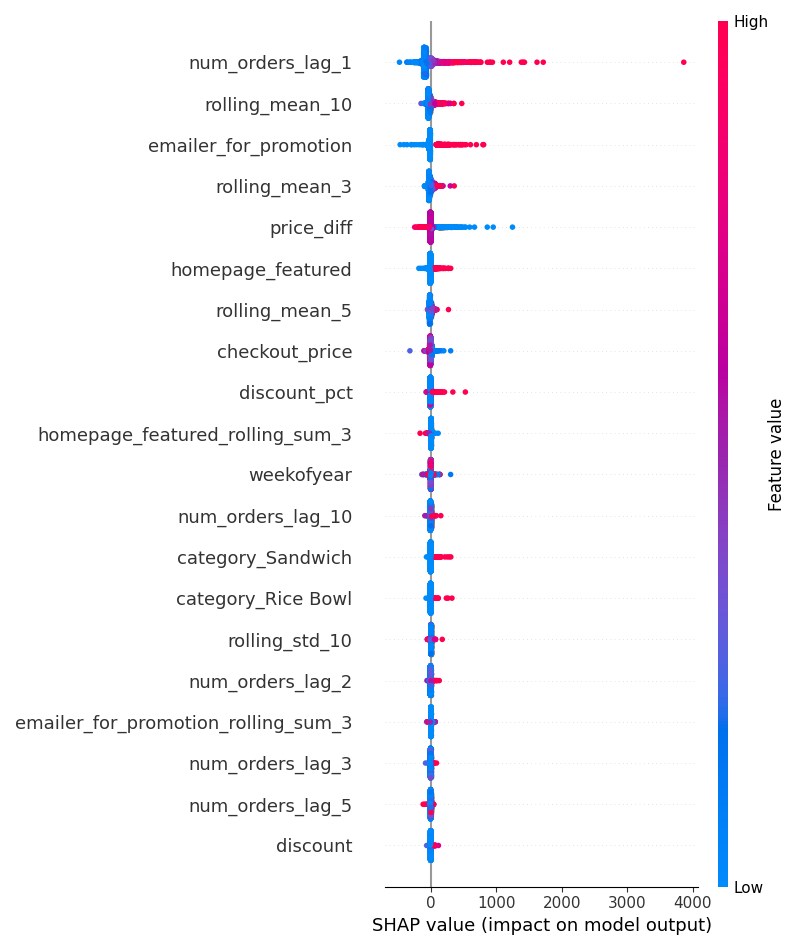 High
num_orders_lag_1
rolling_mean_10
emailer_for_promotion
rolling_mean_3
price_diff
homepage_featured
rolling_mean_5
checkout_price
discount_pct
homepage_featured_rolling_sum_3
weekofyear
num_orders_lag_10
category_Sandwich
category_Rice Bowl
rolling_std_10
num_orders_lag_2
emailer_for_promotion_rolling_sum_3
num_orders_lag_3
num_orders_lag_5
discount
Feature value
Low
0 1000 2000 3000 4000
SHAP value (impact on model output)